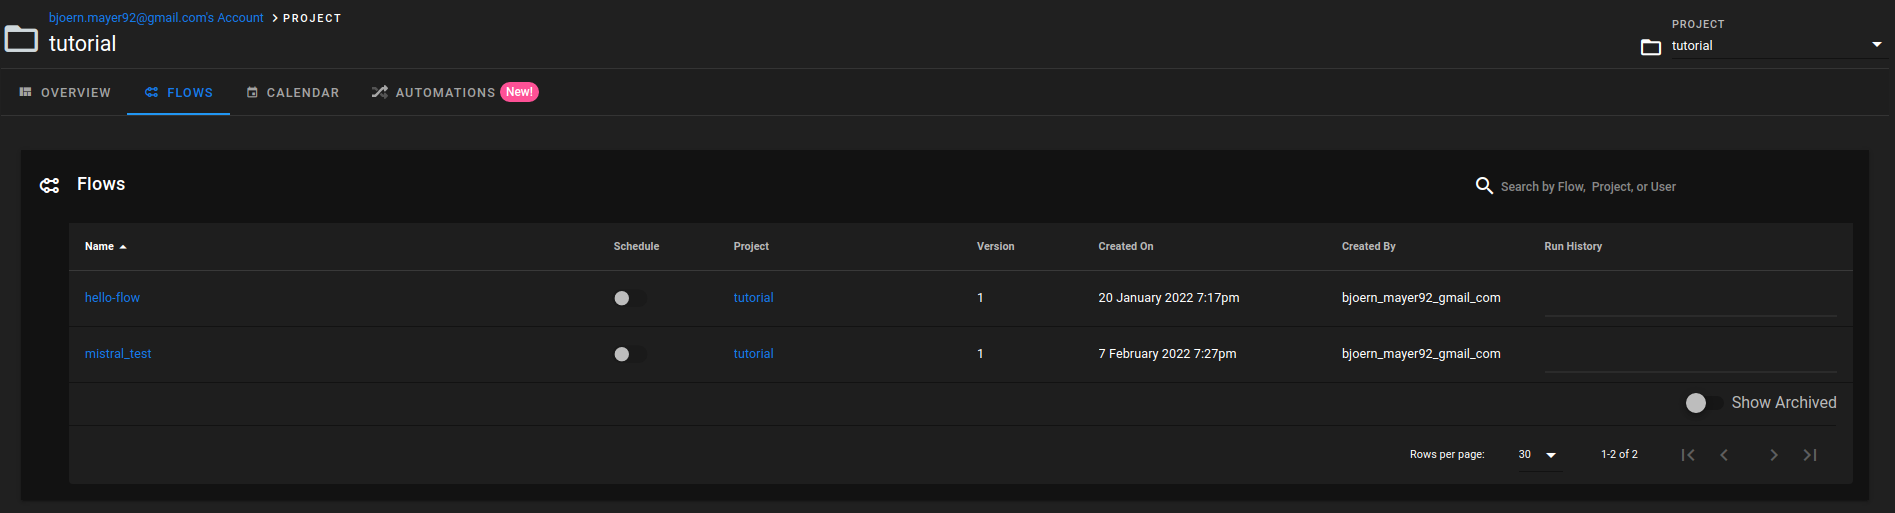 bjoern.mayer92@gmail.com's Account > PROJECT
tutorial
PROJECT
tutorial
OVERVIEW FLOWS CALENDAR AUTOMATIONS New!
Flows
Search by Flow, Project, or User
Name Schedule Project Version Created On Created By Run History
hello-flow tutorial 1 20 January 2022 7:17pm bjoern_mayer92_gmail_com
mistral_test tutorial 1 7 February 2022 7:27pm bjoern_mayer92_gmail_com
Show Archived
Rows per page: 30 1-2 of 2